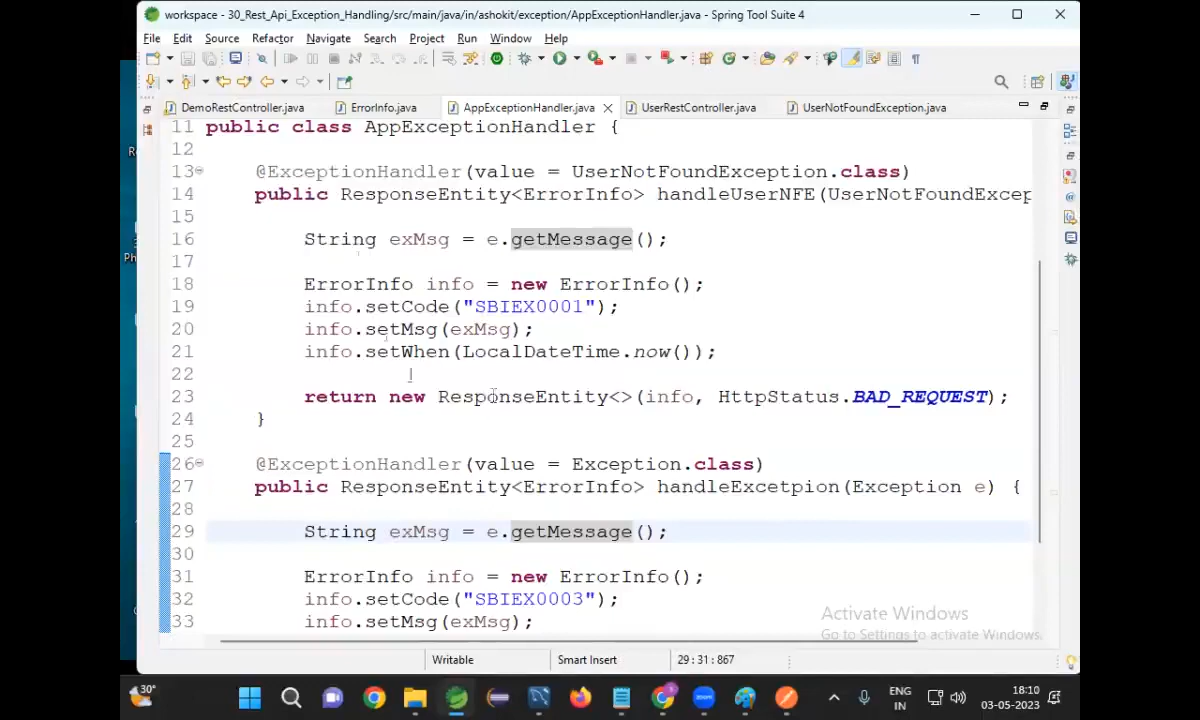 workspace - 30_Rest_Api_Exception_Handling/src/main/java/in/ashokit/exception/AppExceptionHandler.java - Spring Tool Suite 4
File Edit Source Refactor Navigate Search Project Run Window Help
DemoRestController.java ErrorInfo.java AppExceptionHandler.java UserRestController.java UserNotFoundException.java
11 public class AppExceptionHandler {
12
13 @ExceptionHandler(value = UserNotFoundException.class)
14 public ResponseEntity<ErrorInfo> handleUserNFE(UserNotFoundExcep
15
16 String exMsg = e.getMessage();
17
18 ErrorInfo info = new ErrorInfo();
19 info.setCode("SBIEX0001");
20 info.setMsg(exMsg);
21 info.setWhen(LocalDateTime.now());
22
23 return new ResponseEntity<>(info, HttpStatus.BAD_REQUEST);
24 }
25
26 @ExceptionHandler(value = Exception.class)
27 public ResponseEntity<ErrorInfo> handleExcetpion(Exception e) {
28
29 String exMsg = e.getMessage();
30
31 ErrorInfo info = new ErrorInfo();
32 info.setCode("SBIEX0003");
33 info.setMsg(exMsg);
Activate Windows
Go to Settings to activate Windows.
Writable Smart Insert 29 : 31 : 867
30°
ENG
IN
18:10
03-05-2023